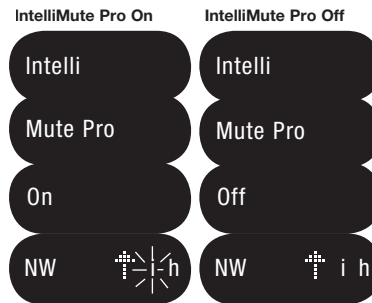 IntelliMute Pro On
Intelli
Mute Pro
On
NW i h
IntelliMute Pro Off
Intelli
Mute Pro
Off
NW i h